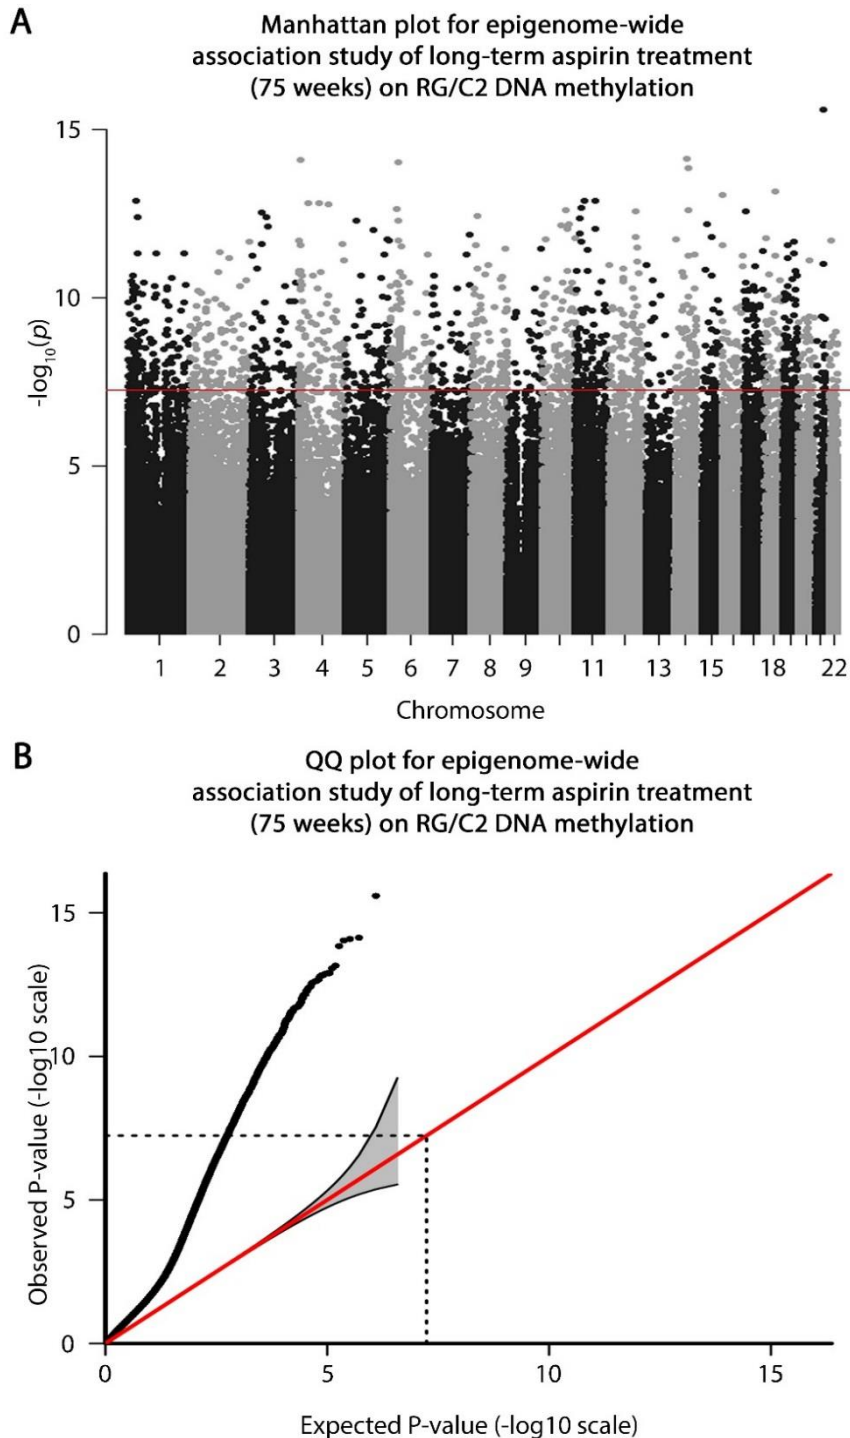 A
Manhattan plot for epigenome-wide
association study of long-term aspirin treatment
(75 weeks) on RG/C2 DNA methylation
15
10
5
0
-log10(p)
1 2 3 4 5 6 7 8 9 11 13 15 18 22
Chromosome
B
QQ plot for epigenome-wide
association study of long-term aspirin treatment
(75 weeks) on RG/C2 DNA methylation
15
10
5
0
Observed P-value (-log10 scale)
0 5 10 15
Expected P-value (-log10 scale)